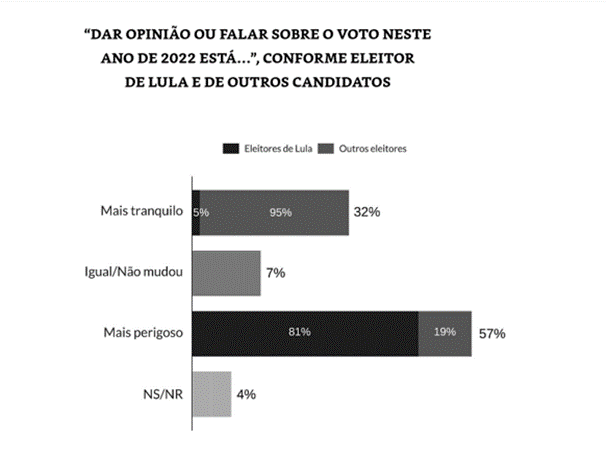 “DAR OPINIÃO OU FALAR SOBRE O VOTO NESTE
ANO DE 2022 ESTÁ...”, CONFORME ELEITOR
DE LULA E DE OUTROS CANDIDATOS
Eleitores de Lula Outros eleitores
Mais tranquilo 5% 95% 32%
Igual/Não mudou 7%
Mais perigoso 81% 19% 57%
NS/NR 4%